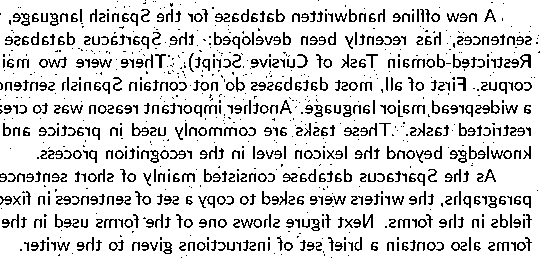 A new offline handwritten database for the Spanish language,
sentences, has recently been developed: the Spartacus database
Restricted-domain Task of Cursive Script). There were two mai
corpus. First of all, most databases do not contain Spanish senten
a widespread major language. Another important reason was to crea
restricted tasks. These tasks are commonly used in practice and
knowledge beyond the lexicon level in the recognition process.
As the Spartacus database consisted mainly of short sentence
paragraphs, the writers were asked to copy a set of sentences in fixe
fields in the forms. Next figure shows one of the forms used in the
forms also contain a brief set of instructions given to the writer.